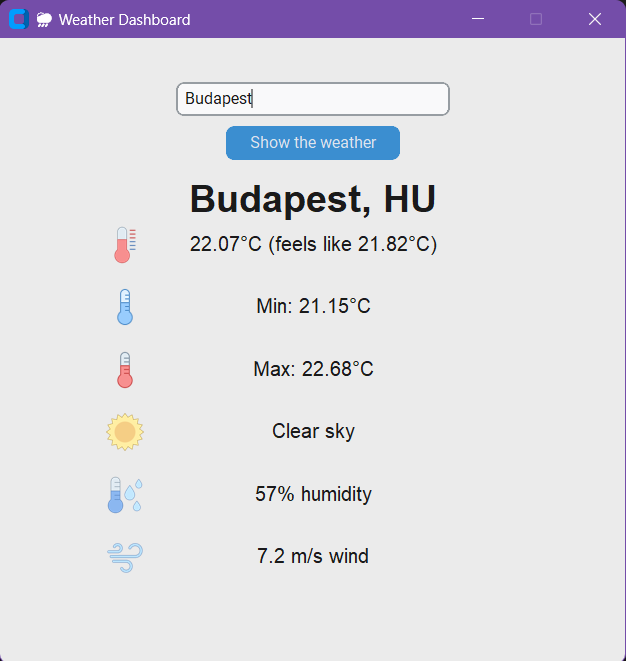 Weather Dashboard
Budapest
Show the weather
Budapest, HU
22.07°C (feels like 21.82°C)
Min: 21.15°C
Max: 22.68°C
Clear sky
57% humidity
7.2 m/s wind